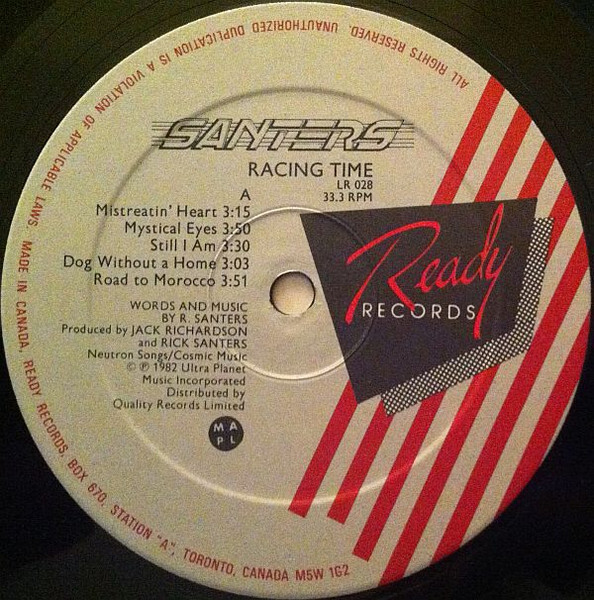 SANTERS
RACING TIME
LR 028
A
33.3 RPM
Mistreatin' Heart 3:15
Mystical Eyes 3:50
Still I Am 3:30
Dog Without a Home 3:03
Road to Morocco 3:51
WORDS AND MUSIC
BY R. SANTERS
Produced by JACK RICHARDSON
and RICK SANTERS
Neutron Songs/Cosmic Music
© ℗ 1982 Ultra Planet
Music Incorporated
Distributed by
Quality Records Limited
M A
P L
Ready
RECORDS
ALL RIGHTS RESERVED. UNAUTHORIZED DUPLICATION IS A VIOLATION OF APPLICABLE LAWS. MADE IN CANADA, READY RECORDS, BOX 670, STATION "A", TORONTO, CANADA M5W 1G2